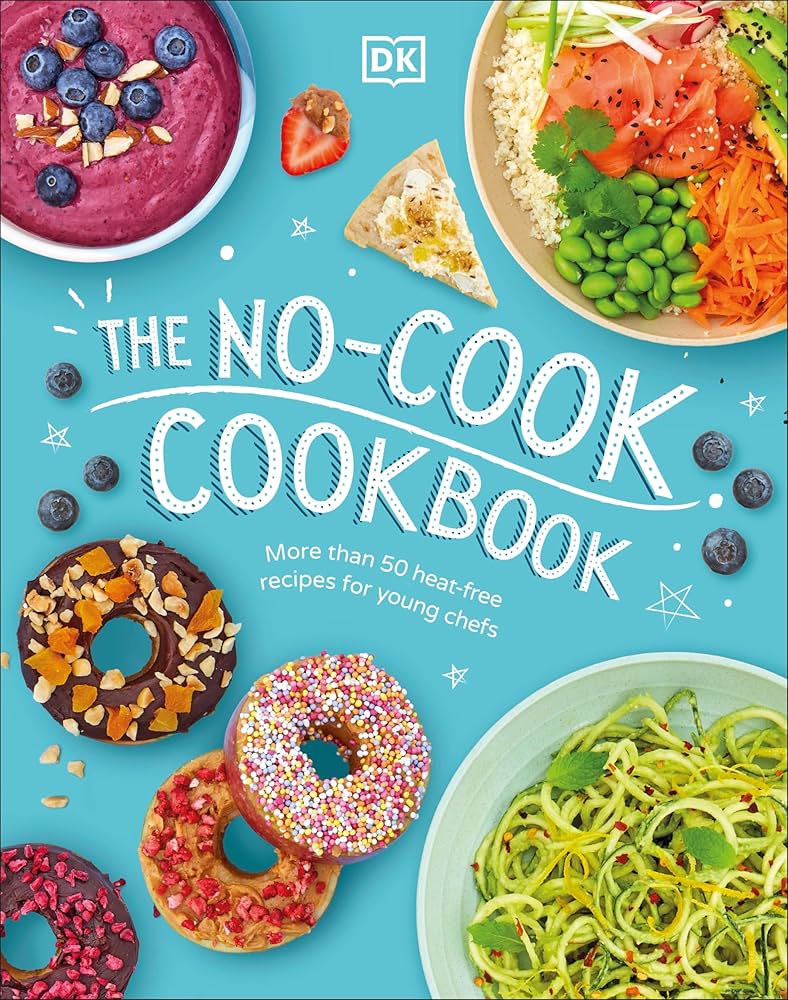 DK
THE NO-COOK
COOKBOOK
More than 50 heat-free
recipes for young chefs